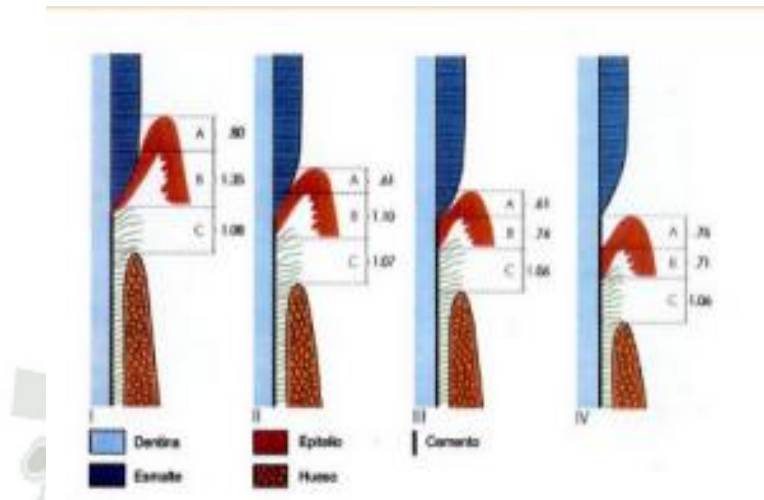 A .80
B 1.35
C 1.08
A .61
B 1.10
C 1.07
A .61
B .74
C 1.06
A .76
B .71
C 1.06
I
II
III
IV
Dentina
Epitelio
Cemento
Esmalte
Hueso